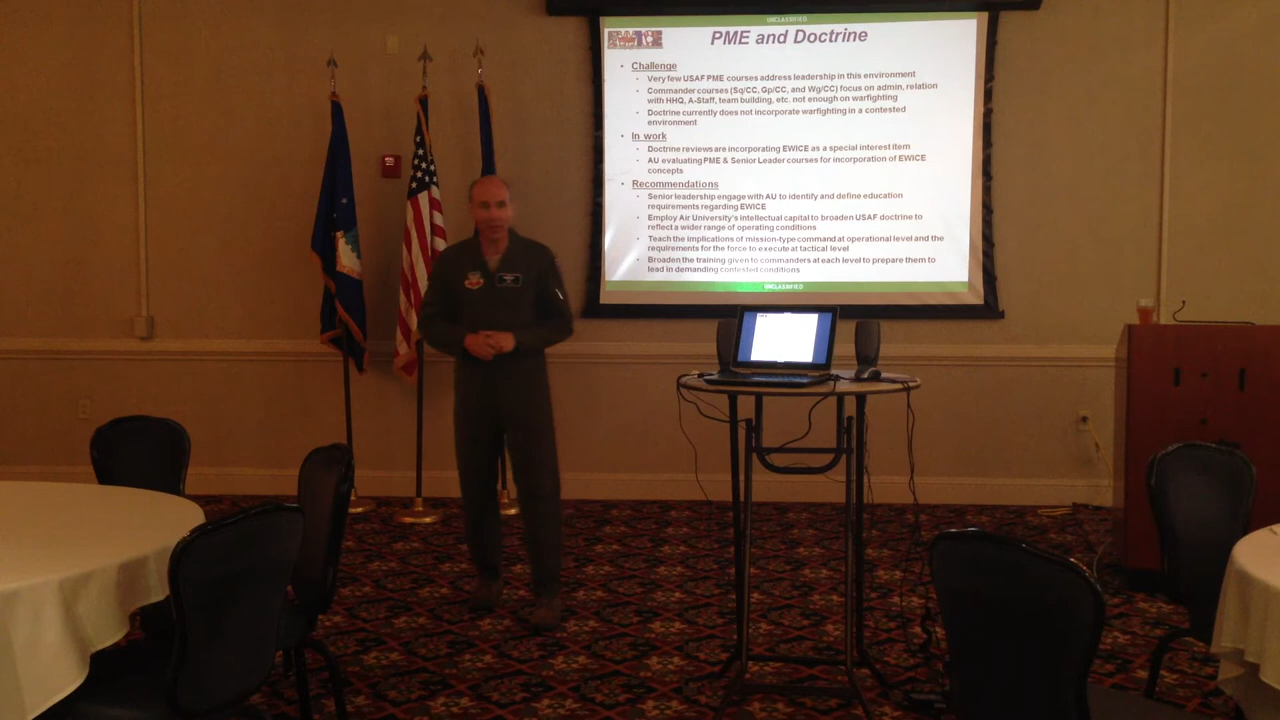 UNCLASSIFIED
PME and Doctrine
• Challenge
• Very few USAF PME courses address leadership in this environment
• Commander courses (Sq/CC, Gp/CC, and Wg/CC) focus on admin, relation
with HHQ, A-Staff, team building, etc. not enough on warfighting
• Doctrine currently does not incorporate warfighting in a contested
environment
• In work
• Doctrine reviews are incorporating EWICE as a special interest item
• AU evaluating PME & Senior Leader courses for incorporation of EWICE
concepts
• Recommendations
• Senior leadership engage with AU to identify and define education
requirements regarding EWICE
• Employ Air University's intellectual capital to broaden USAF doctrine to
reflect a wider range of operating conditions
• Teach the implications of mission-type command at operational level and the
requirements for the force to execute at tactical level
• Broaden the training given to commanders at each level to prepare them to
lead in demanding contested conditions
UNCLASSIFIED